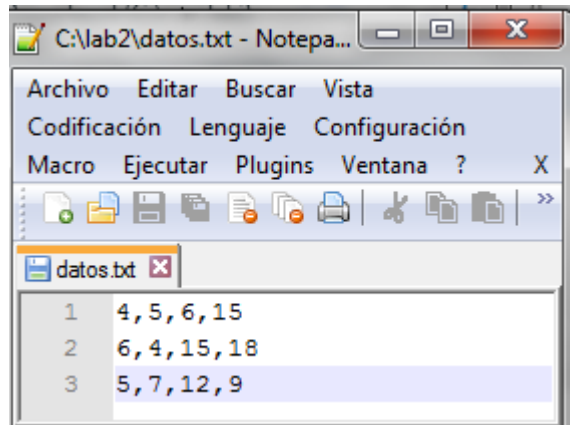 C:\lab2\datos.txt - Notepa...
Archivo Editar Buscar Vista
Codificación Lenguaje Configuración
Macro Ejecutar Plugins Ventana ? X
datos.txt
1 4,5,6,15
2 6,4,15,18
3 5,7,12,9